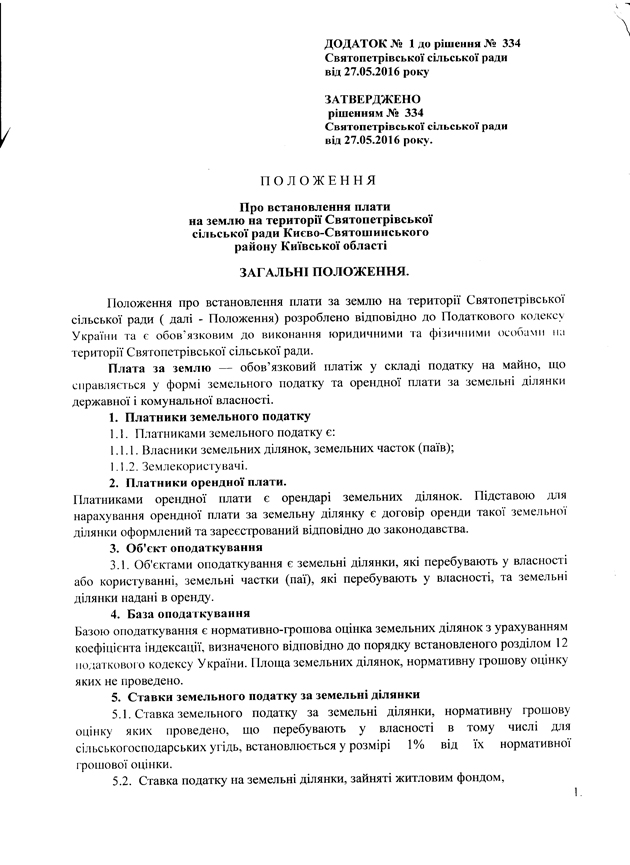 ДОДАТОК № 1 до рішення № 334
Святопетрівської сільської ради
від 27.05.2016 року
ЗАТВЕРДЖЕНО
рішенням № 334
Святопетрівської сільської ради
від 27.05.2016 року.
П О Л О Ж Е Н Н Я
Про встановлення плати
на землю на території Святопетрівської
сільської ради Києво-Святошинського
району Київської області
ЗАГАЛЬНІ ПОЛОЖЕННЯ.
Положення про встановлення плати за землю на території Святопетрівської
сільської ради ( далі - Положення) розроблено відповідно до Податкового кодексу
України та є обов’язковим до виконання юридичними та фізичними особами на
території Святопетрівської сільської ради.
Плата за землю — обов’язковий платіж у складі податку на майно, що
справляється у формі земельного податку та орендної плати за земельні ділянки
державної і комунальної власності.
1. Платники земельного податку
1.1. Платниками земельного податку є:
1.1.1. Власники земельних ділянок, земельних часток (паїв);
1.1.2. Землекористувачі.
2. Платники орендної плати.
Платниками орендної плати є орендарі земельних ділянок. Підставою для
нарахування орендної плати за земельну ділянку є договір оренди такої земельної
ділянки оформлений та зареєстрований відповідно до законодавства.
3. Об'єкт оподаткування
3.1. Об'єктами оподаткування є земельні ділянки, які перебувають у власності
або користуванні, земельні частки (паї), які перебувають у власності, та земельні
ділянки надані в оренду.
4. База оподаткування
Базою оподаткування є нормативно-грошова оцінка земельних ділянок з урахуванням
коефіцієнта індексації, визначеного відповідно до порядку встановленого розділом 12
податкового кодексу України. Площа земельних ділянок, нормативну грошову оцінку
яких не проведено.
5. Ставки земельного податку за земельні ділянки
5.1. Ставка земельного податку за земельні ділянки, нормативну грошову
оцінку яких проведено, що перебувають у власності в тому числі для
сільськогосподарських угідь, встановлюється у розмірі 1% від їх нормативної
грошової оцінки.
5.2. Ставка податку на земельні ділянки, зайняті житловим фондом,
1.